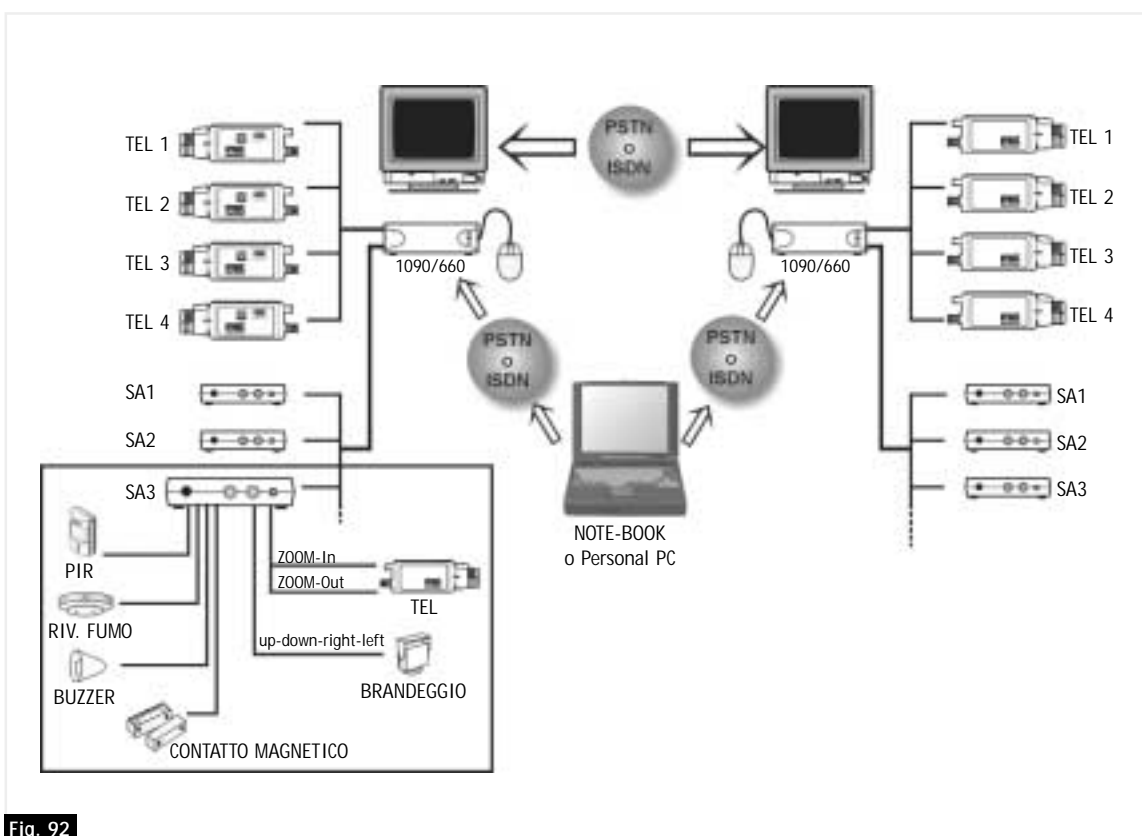 PSTN
o
ISDN
TEL 1
TEL 2
TEL 3
TEL 4
1090/660
1090/660
TEL 1
TEL 2
TEL 3
TEL 4
PSTN
o
ISDN
PSTN
o
ISDN
SA1
SA2
SA3
SA1
SA2
SA3
NOTE-BOOK
o Personal PC
PIR
RIV. FUMO
BUZZER
CONTATTO MAGNETICO
ZOOM-In
ZOOM-Out
TEL
up-down-right-left
BRANDEGGIO
Fig. 92